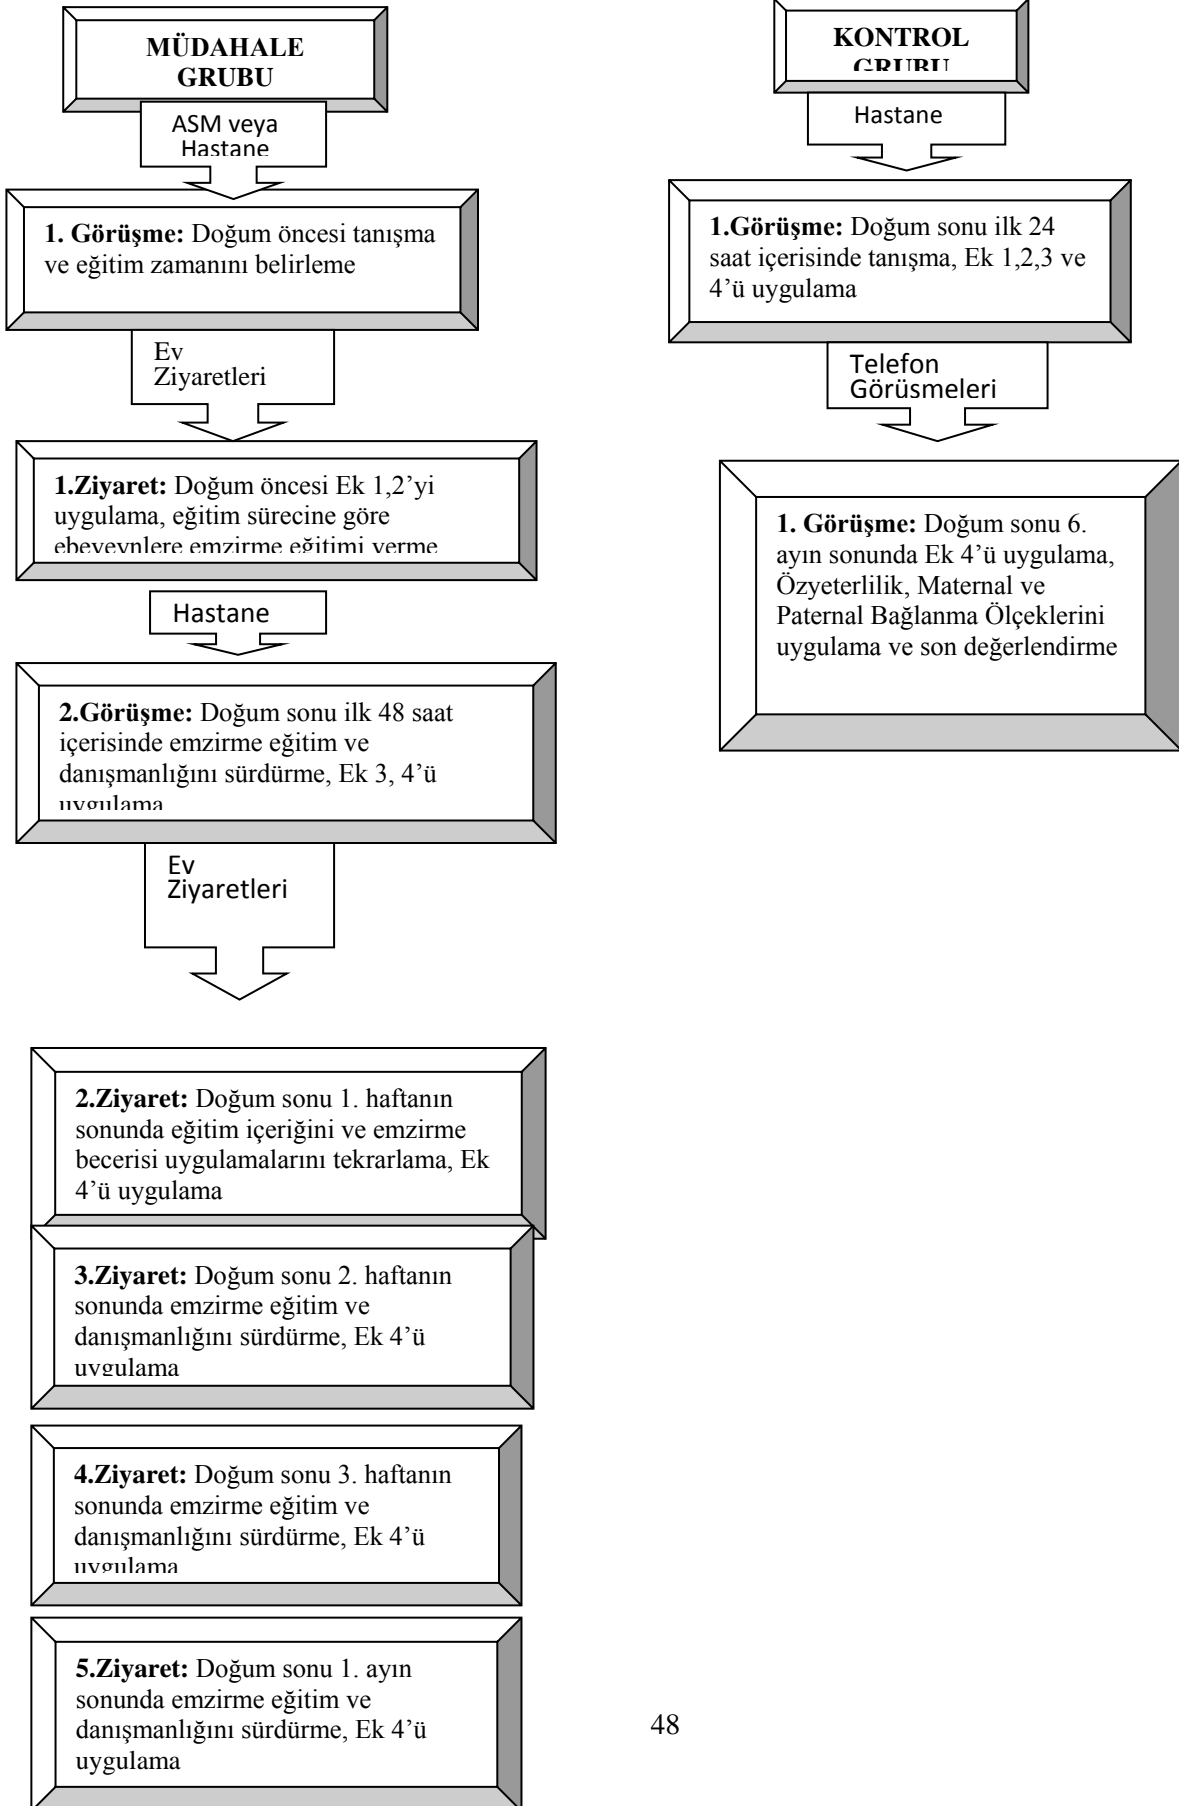 MÜDAHALE
GRUBU
ASM veya
Hastane
1. Görüşme: Doğum öncesi tanışma
ve eğitim zamanını belirleme
Ev
Ziyaretleri
1.Ziyaret: Doğum öncesi Ek 1,2’yi
uygulama, eğitim sürecine göre
ebeveynlere emzirme eğitimi verme
Hastane
2.Görüşme: Doğum sonu ilk 48 saat
içerisinde emzirme eğitim ve
danışmanlığını sürdürme, Ek 3, 4’ü
uygulama
Ev
Ziyaretleri
2.Ziyaret: Doğum sonu 1. haftanın
sonunda eğitim içeriğini ve emzirme
becerisi uygulamalarını tekrarlama, Ek
4’ü uygulama
3.Ziyaret: Doğum sonu 2. haftanın
sonunda emzirme eğitim ve
danışmanlığını sürdürme, Ek 4’ü
uygulama
4.Ziyaret: Doğum sonu 3. haftanın
sonunda emzirme eğitim ve
danışmanlığını sürdürme, Ek 4’ü
uygulama
5.Ziyaret: Doğum sonu 1. ayın
sonunda emzirme eğitim ve
danışmanlığını sürdürme, Ek 4’ü
uygulama
KONTROL
GRUBU
Hastane
1.Görüşme: Doğum sonu ilk 24
saat içerisinde tanışma, Ek 1,2,3 ve
4’ü uygulama
Telefon
Görüşmeleri
1. Görüşme: Doğum sonu 6.
ayın sonunda Ek 4’ü uygulama,
Özyeterlilik, Maternal ve
Paternal Bağlanma Ölçeklerini
uygulama ve son değerlendirme
48